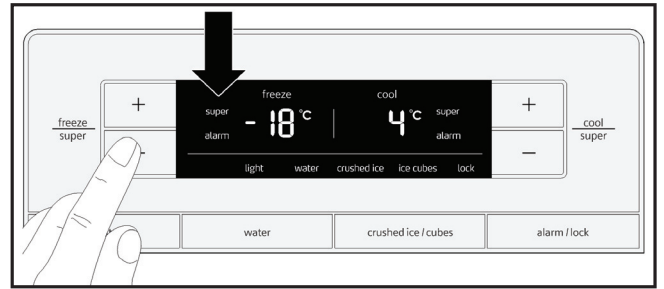 freeze
super
+
-
freeze cool
super -18°C 4°C super
alarm alarm
light water crushed ice ice cubes lock
+
-
cool
super
water crushed ice / cubes alarm / lock